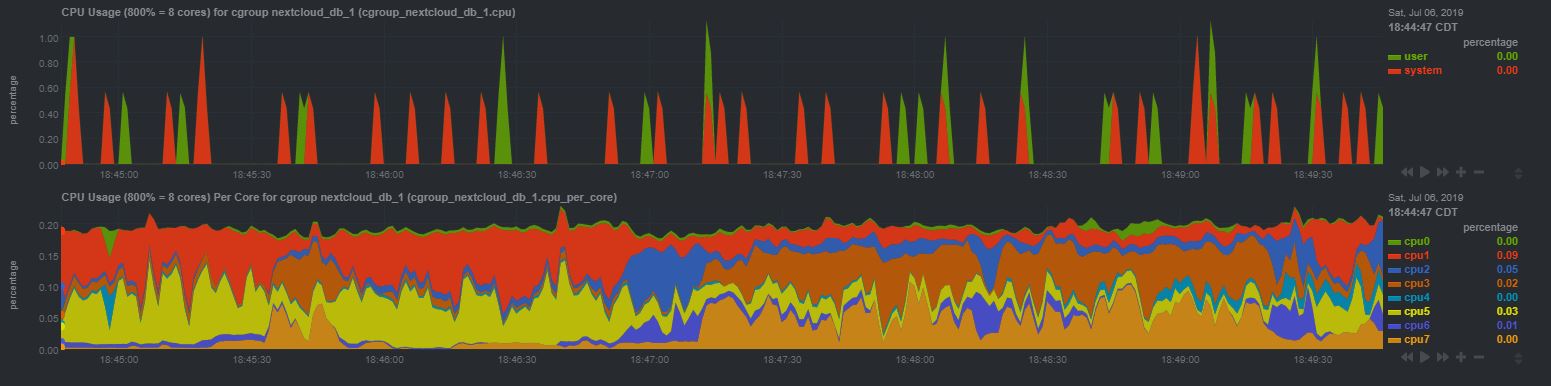 CPU Usage (800% = 8 cores) for cgroup nextcloud_db_1 (cgroup_nextcloud_db_1.cpu)
Sat, Jul 06, 2019
18:44:47 CDT
percentage
user 0.00
system 0.00
percentage
1.00
0.80
0.60
0.40
0.20
0.00
18:45:00 18:45:30 18:46:00 18:46:30 18:47:00 18:47:30 18:48:00 18:48:30 18:49:00 18:49:30
CPU Usage (800% = 8 cores) Per Core for cgroup nextcloud_db_1 (cgroup_nextcloud_db_1.cpu_per_core)
Sat, Jul 06, 2019
18:44:47 CDT
percentage
cpu0 0.00
cpu1 0.09
cpu2 0.05
cpu3 0.02
cpu4 0.00
cpu5 0.03
cpu6 0.01
cpu7 0.00
percentage
0.20
0.15
0.10
0.05
0.00
18:45:00 18:45:30 18:46:00 18:46:30 18:47:00 18:47:30 18:48:00 18:48:30 18:49:00 18:49:30